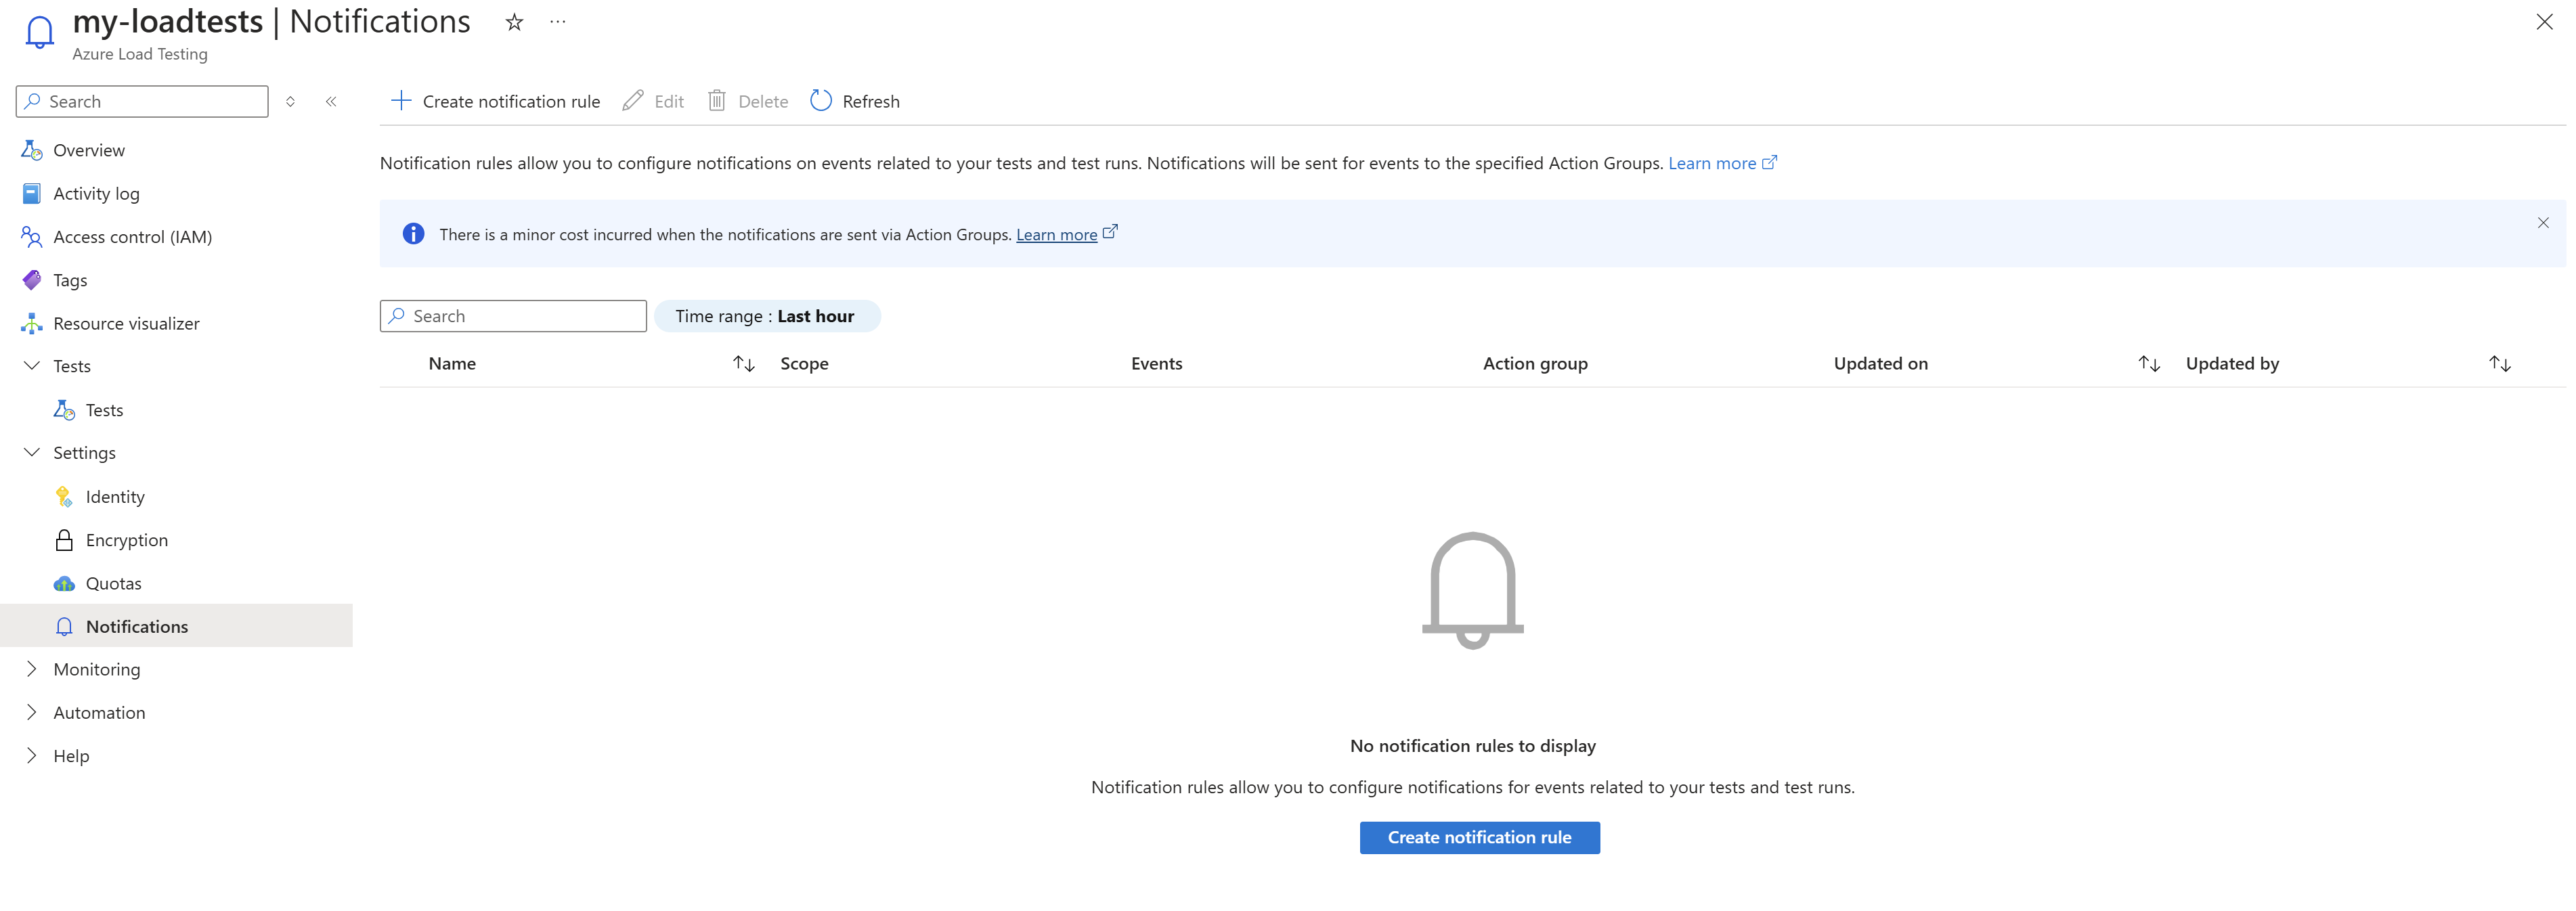 my-loadtests | Notifications
Azure Load Testing
Search
Create notification rule
Edit
Delete
Refresh
Overview
Activity log
Access control (IAM)
Tags
Resource visualizer
Tests
Tests
Settings
Identity
Encryption
Quotas
Notifications
Monitoring
Automation
Help
Notification rules allow you to configure notifications on events related to your tests and test runs. Notifications will be sent for events to the specified Action Groups. Learn more
There is a minor cost incurred when the notifications are sent via Action Groups. Learn more
Search
Time range : Last hour
Name
Scope
Events
Action group
Updated on
Updated by
No notification rules to display
Notification rules allow you to configure notifications for events related to your tests and test runs.
Create notification rule